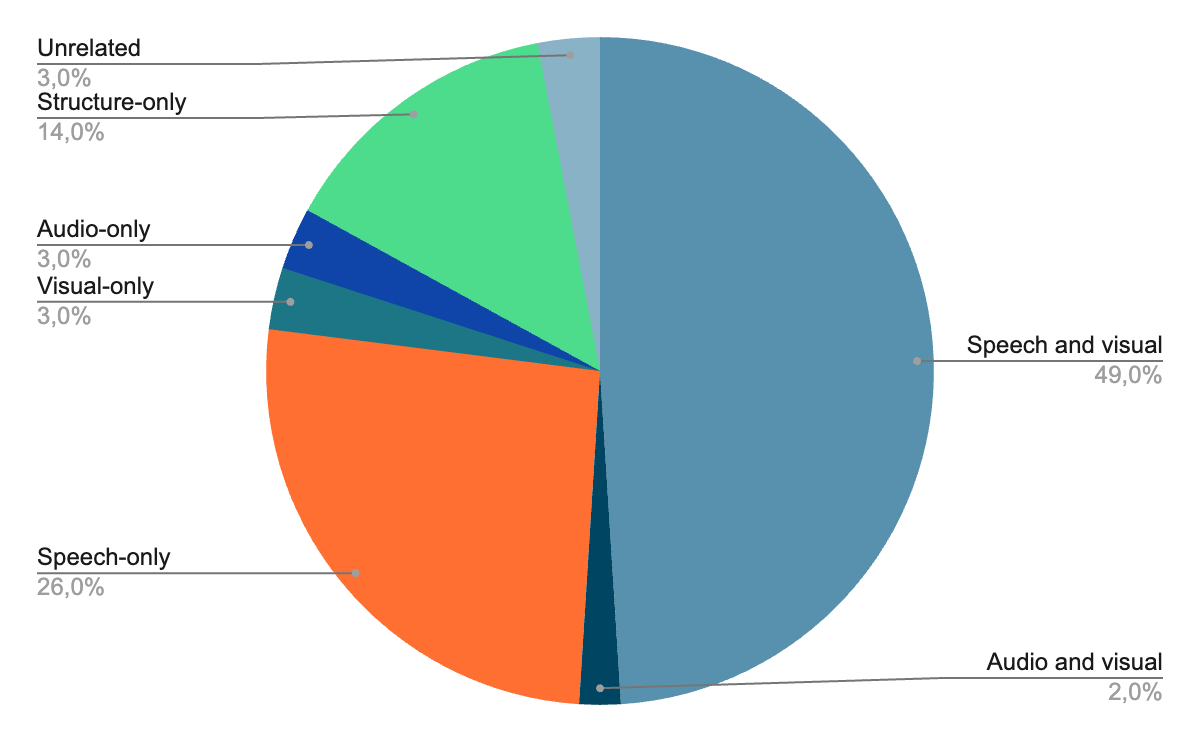 Unrelated
3,0%
Structure-only
14,0%
Audio-only
3,0%
Visual-only
3,0%
Speech-only
26,0%
Speech and visual
49,0%
Audio and visual
2,0%